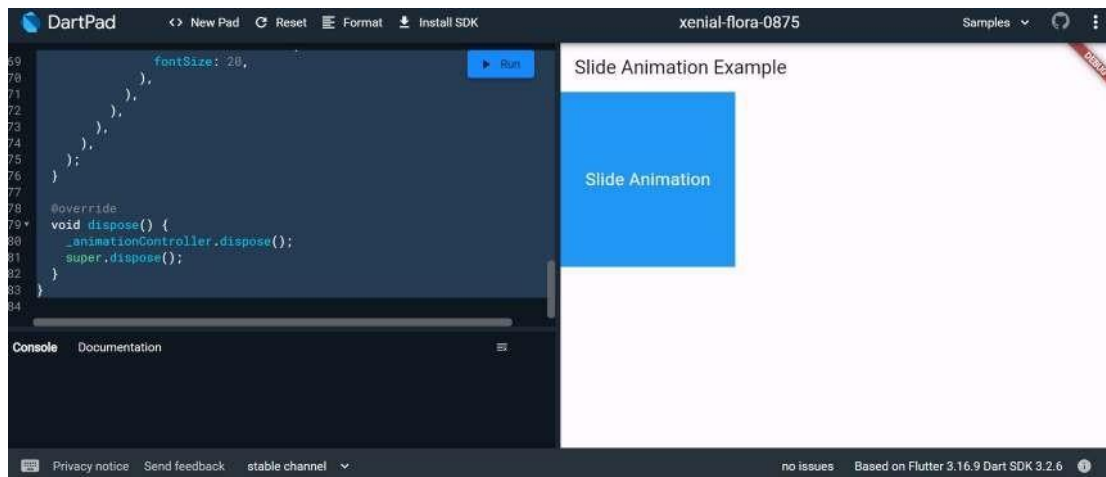 DartPad <> New Pad Reset Format Install SDK xenial-flora-0875 Samples
69 fontSize: 20,
70 ),
71 ),
72 ),
73 ),
74 ),
75 );
76 }
77
78 @override
79 void dispose() {
80 _animationController.dispose();
81 super.dispose();
82 }
83 }
84
Run
Console Documentation
Slide Animation Example
DEBUG
Slide Animation
Privacy notice Send feedback stable channel no issues Based on Flutter 3.16.9 Dart SDK 3.2.6